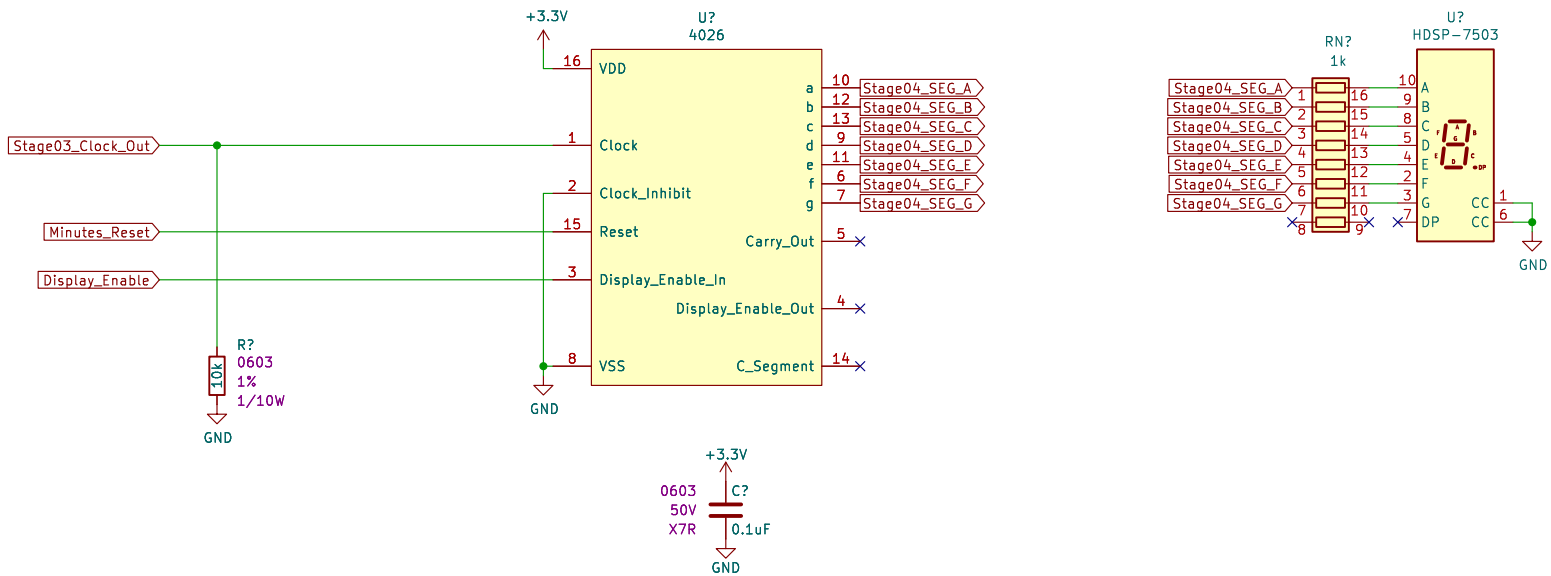 +3.3V
U?
4026
16 VDD
Stage03_Clock_Out
1 Clock
2 Clock_Inhibit
Minutes_Reset
15 Reset
Display_Enable
3 Display_Enable_In
8 VSS
GND
a 10 Stage04_SEG_A
b 12 Stage04_SEG_B
c 13 Stage04_SEG_C
d 9 Stage04_SEG_D
e 11 Stage04_SEG_E
f 6 Stage04_SEG_F
g 7 Stage04_SEG_G
Carry_Out 5
Display_Enable_Out 4
C_Segment 14
R?
10k
0603
1%
1/10W
GND
+3.3V
0603 C?
50V
X7R 0.1uF
GND
RN?
1k
U?
HDSP-7503
Stage04_SEG_A 1 16 10 A
Stage04_SEG_B 2 15 9 B
Stage04_SEG_C 3 14 8 C
Stage04_SEG_D 4 13 5 D
Stage04_SEG_E 5 12 4 E
Stage04_SEG_F 6 11 2 F
Stage04_SEG_G 7 10 3 G
8 9 7 DP
A
F B
G
E C
D DP
CC 1
CC 6
GND